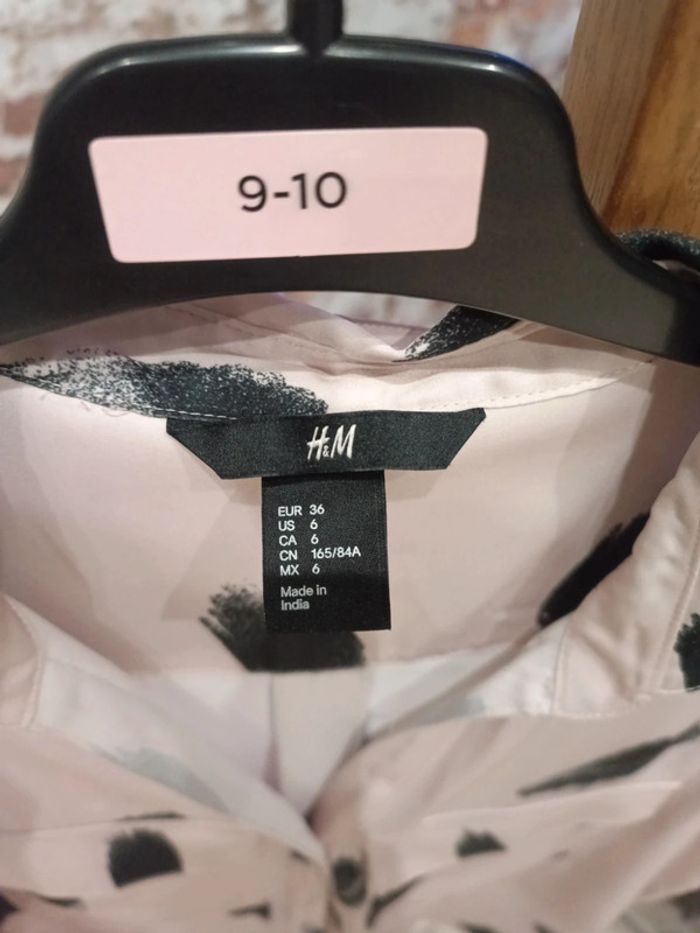 9-10
H&M
EUR 36
US 6
CA 6
CN 165/84A
MX 6
Made in
India